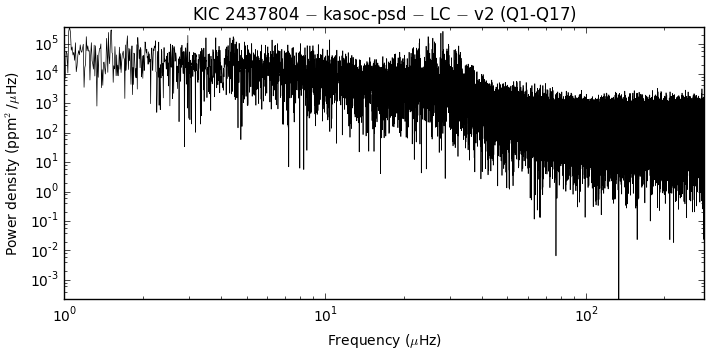 KIC 2437804 − kasoc-psd − LC − v2 (Q1-Q17)
Power density (ppm² /μHz)
10⁵
10⁴
10³
10²
10¹
10⁰
10⁻¹
10⁻²
10⁻³
10⁰ 10¹ 10²
Frequency (μHz)